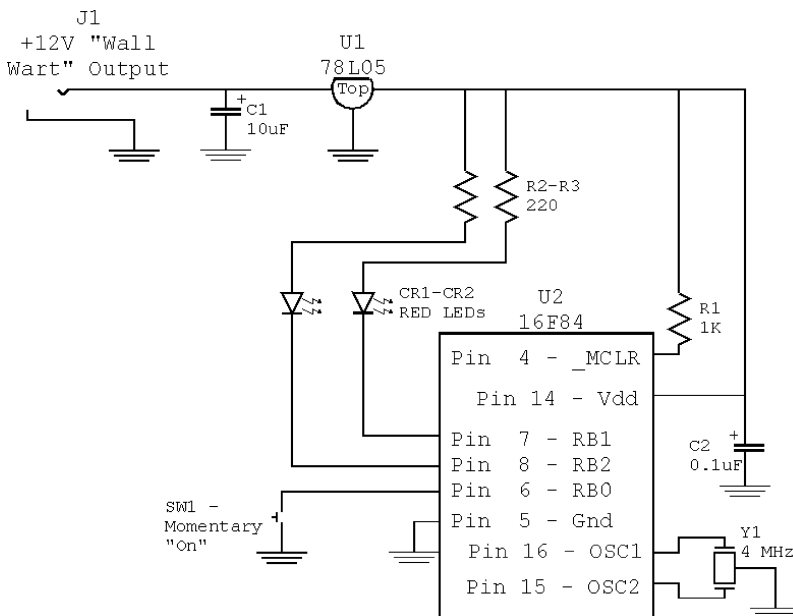 J1
+12V "Wall
Wart" Output
U1
78L05
Top
+
C1
10uF
R2-R3
220
CR1-CR2
RED LEDs
U2
16F84
R1
1K
Pin 4 - _MCLR
Pin 14 - Vdd
Pin 7 - RB1
Pin 8 - RB2
Pin 6 - RB0
Pin 5 - Gnd
Pin 16 - OSC1
Pin 15 - OSC2
C2
+
0.1uF
SW1 -
Momentary
"On"
Y1
4 MHz